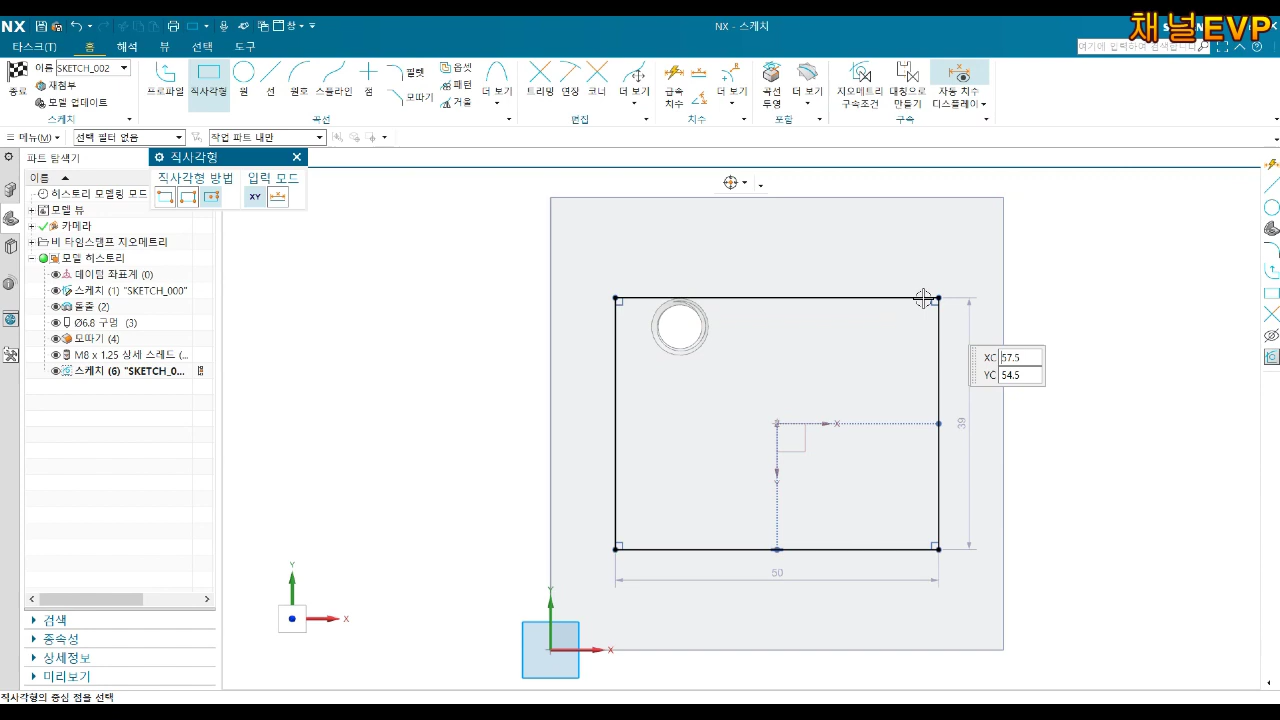 NX
창
NX - 스케치
채널EVP
타스크(T)
홈
해석
뷰
선택
도구
이름
SKETCH_002
재첨부
모델 업데이트
종료
스케치
프로파일
직사각형
원
선
원호
스플라인
점
필렛
모따기
옵셋
패턴
거울
더 보기
곡선
트리밍
연장
코너
더 보기
편집
급속
치수
더 보기
치수
곡선
투영
더 보기
포함
지오메트리
구속조건
대칭으로
만들기
자동 치수
디스플레이
구속
메뉴(M)
선택 필터 없음
작업 파트 내만
파트 탐색기
이름
히스토리 모델링 모드
모델 뷰
카메라
비 타임스탬프 지오메트리
모델 히스토리
데이텀 좌표계 (0)
스케치 (1) "SKETCH_000"
돌출 (2)
Ø6.8 구멍 (3)
모따기 (4)
M8 x 1.25 상세 스레드 (...
스케치 (6) "SKETCH_0...
직사각형
직사각형 방법
입력 모드
XY
XC 57.5
YC 54.5
39
50
X
Y
X
Y
X
검색
종속성
상세정보
미리보기
직사각형의 중심 점을 선택